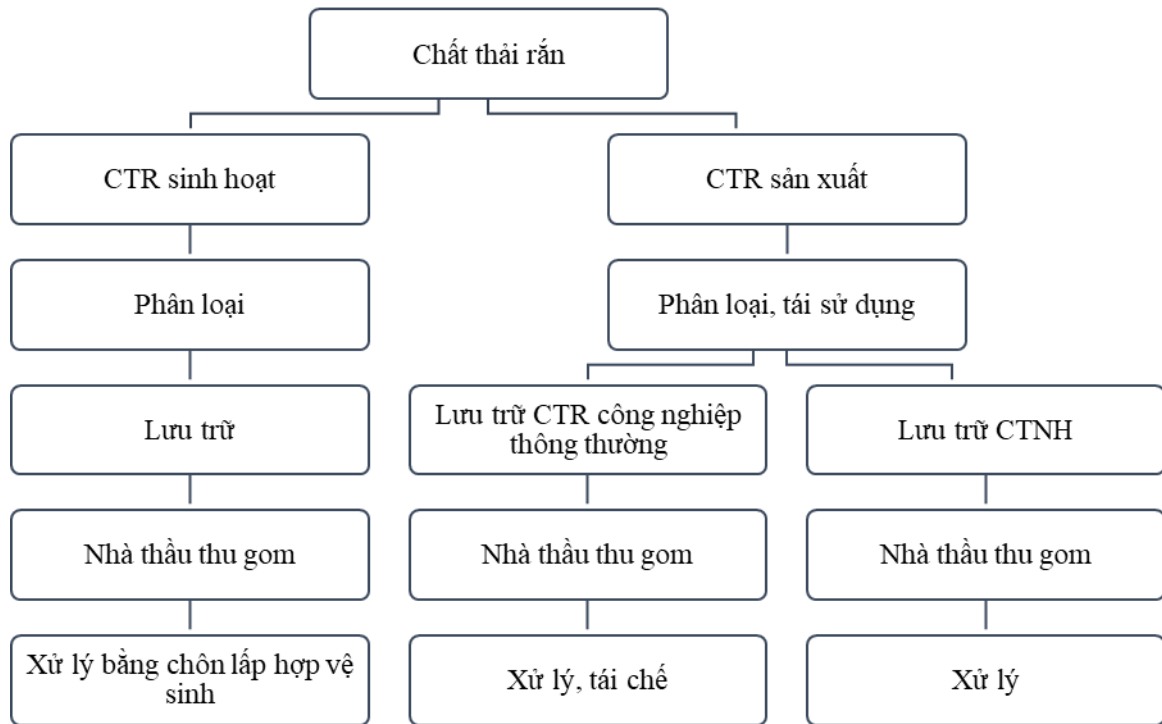 Chất thải rắn
CTR sinh hoạt
CTR sản xuất
Phân loại
Phân loại, tái sử dụng
Lưu trữ
Lưu trữ CTR công nghiệp
thông thường
Lưu trữ CTNH
Nhà thầu thu gom
Nhà thầu thu gom
Nhà thầu thu gom
Xử lý bằng chôn lấp hợp vệ
sinh
Xử lý, tái chế
Xử lý